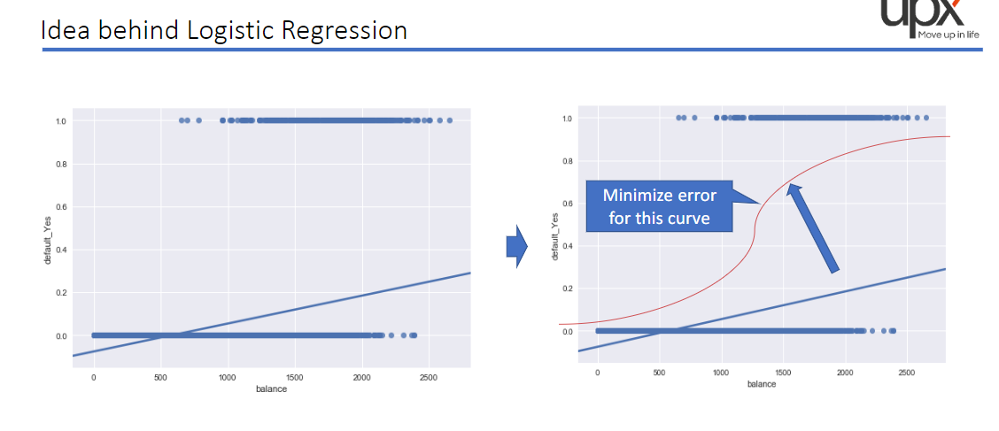 Idea behind Logistic Regression
upx
Move up in life
1.0
0.8
0.6
0.4
0.2
0.0
default_Yes
0 500 1000 1500 2000 2500
balance
1.0
0.8
0.6
0.4
0.2
0.0
default_Yes
Minimize error
for this curve
0 500 1000 1500 2000 2500
balance